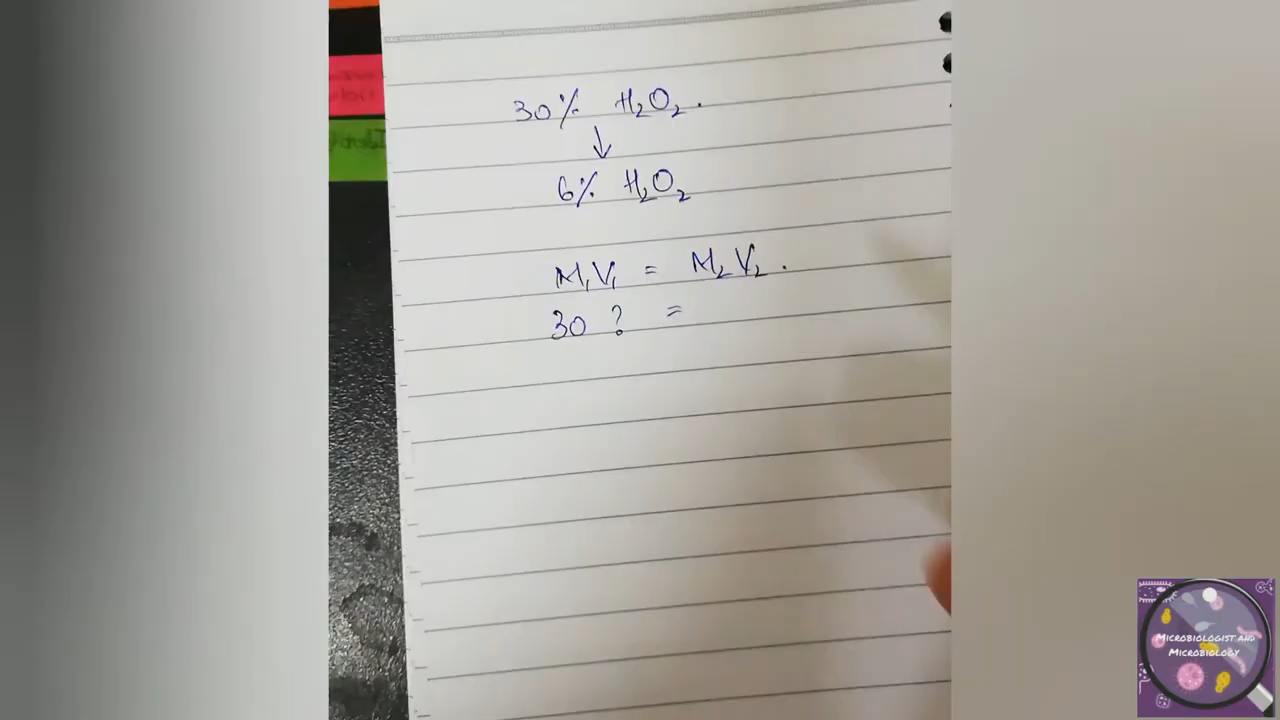 30% H₂O₂.
↓
6% H₂O₂
M₁V₁ = M₂V₂.
30 ? =
MICROBIOLOGIST AND
MICROBIOLOGY